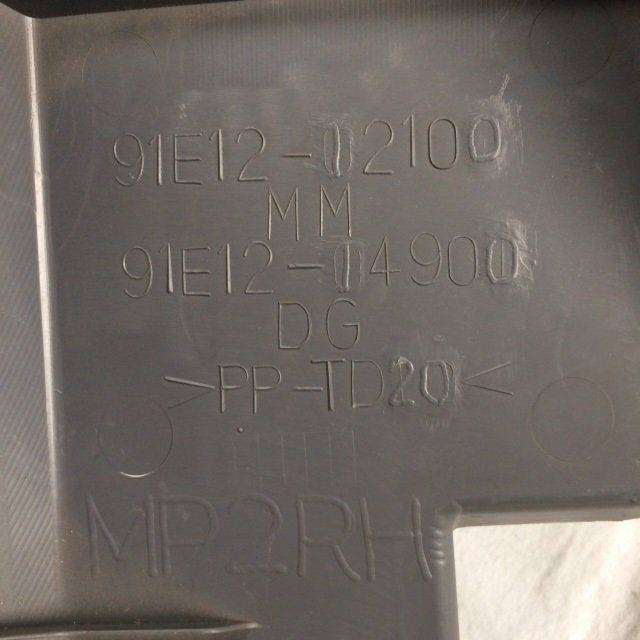 91E12-02100
MM
91E12-04900
DG
>PP-TD20<
MP2RH